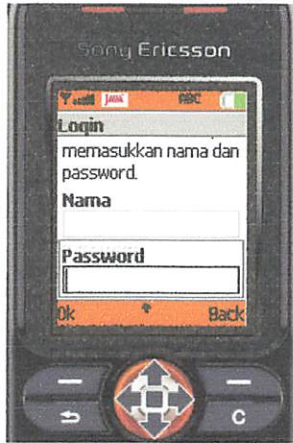 Sony Ericsson
JAVA
ABC
Login
memasukkan nama dan
password.
Nama
Password
Ok
Back
C